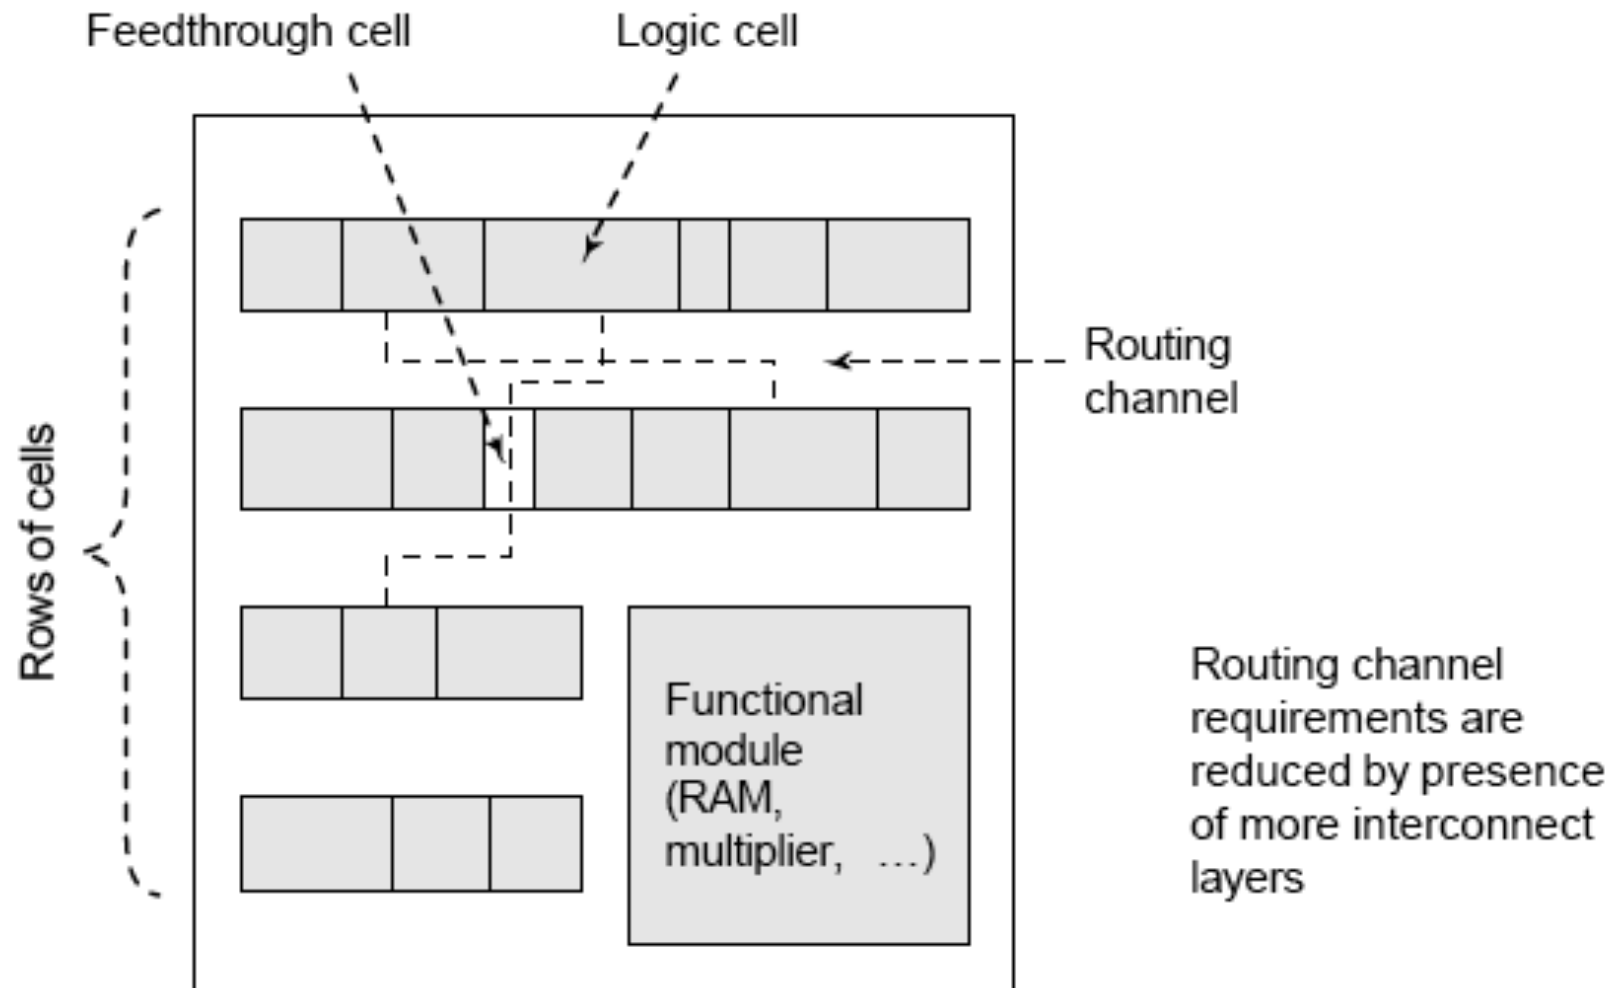 Feedthrough cell
Logic cell
Routing
channel
Rows of cells
Functional
module
(RAM,
multiplier, ...)
Routing channel
requirements are
reduced by presence
of more interconnect
layers